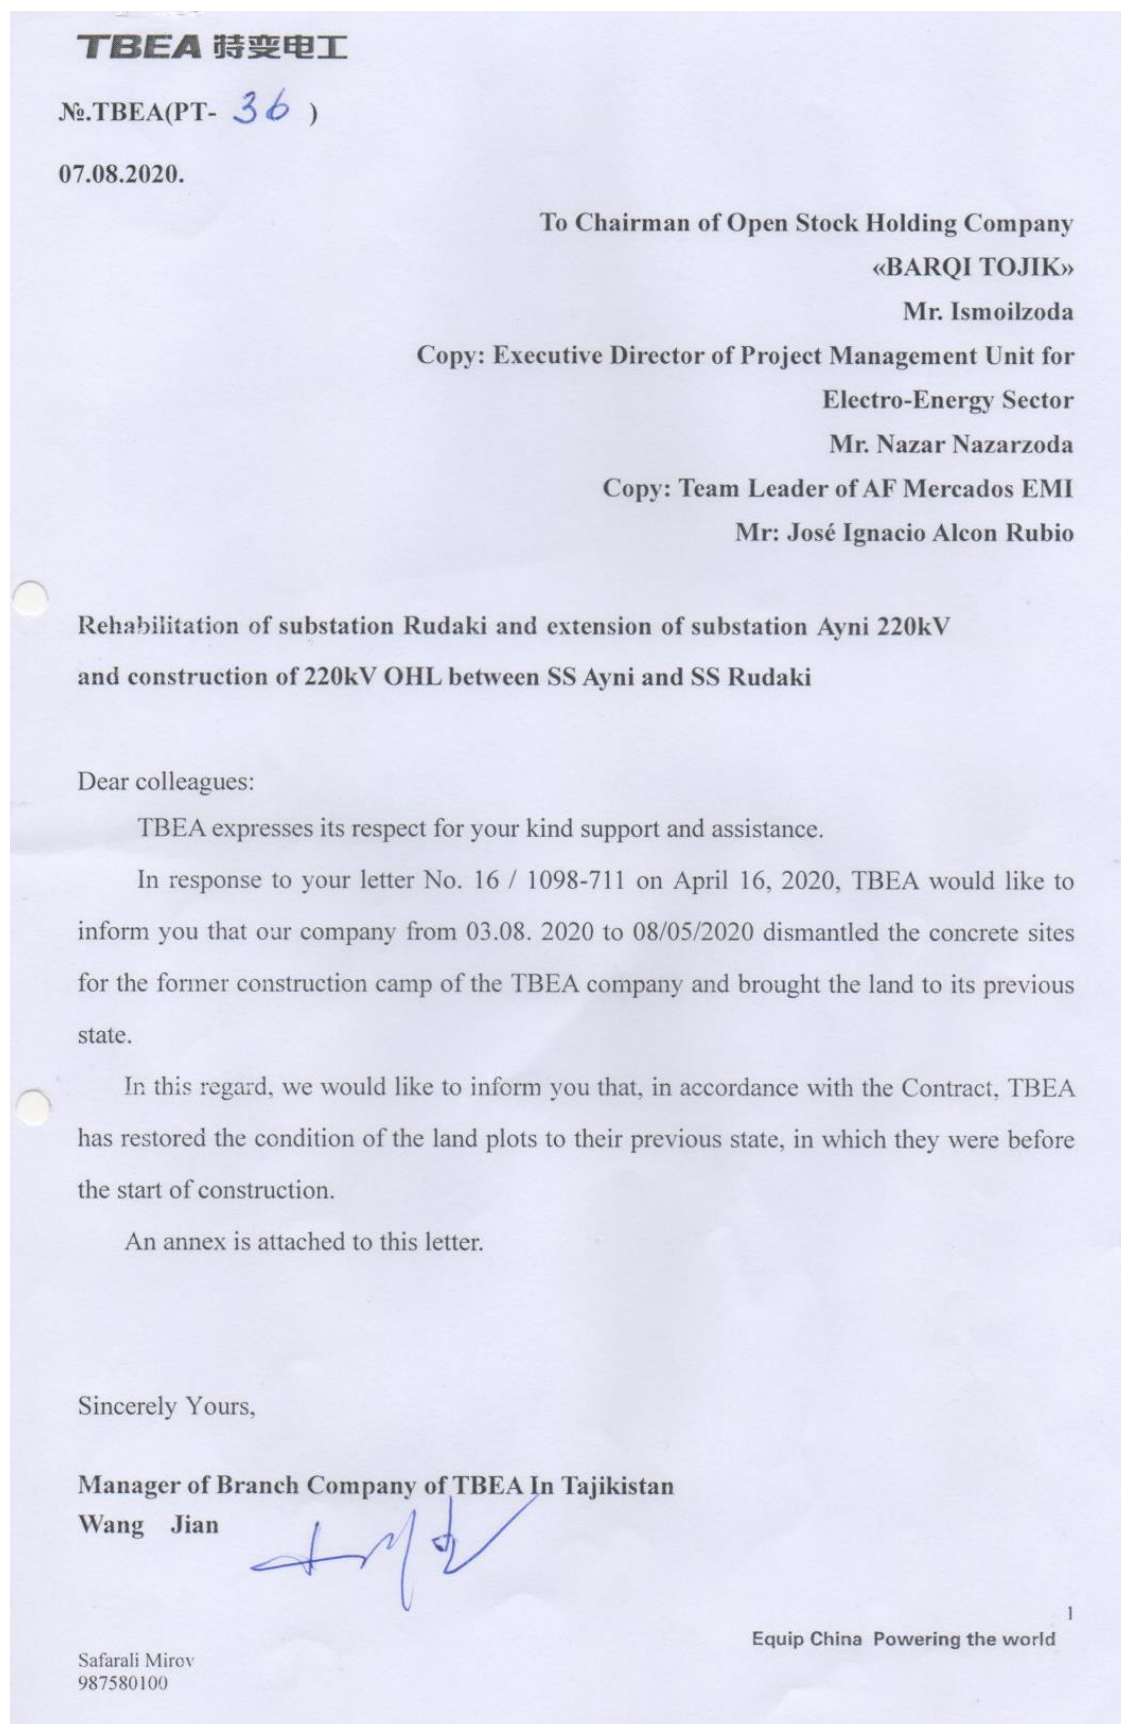 TBEA 特变电工
№.TBEA(PT- 36 )
07.08.2020.
To Chairman of Open Stock Holding Company
«BARQI TOJIK»
Mr. Ismoilzoda
Copy: Executive Director of Project Management Unit for
Electro-Energy Sector
Mr. Nazar Nazarzoda
Copy: Team Leader of AF Mercados EMI
Mr: José Ignacio Alcon Rubio
Rehabilitation of substation Rudaki and extension of substation Ayni 220kV
and construction of 220kV OHL between SS Ayni and SS Rudaki
Dear colleagues:
TBEA expresses its respect for your kind support and assistance.
In response to your letter No. 16 / 1098-711 on April 16, 2020, TBEA would like to
inform you that our company from 03.08. 2020 to 08/05/2020 dismantled the concrete sites
for the former construction camp of the TBEA company and brought the land to its previous
state.
In this regard, we would like to inform you that, in accordance with the Contract, TBEA
has restored the condition of the land plots to their previous state, in which they were before
the start of construction.
An annex is attached to this letter.
Sincerely Yours,
Manager of Branch Company of TBEA In Tajikistan
Wang Jian
1
Equip China Powering the world
Safarali Mirov
987580100